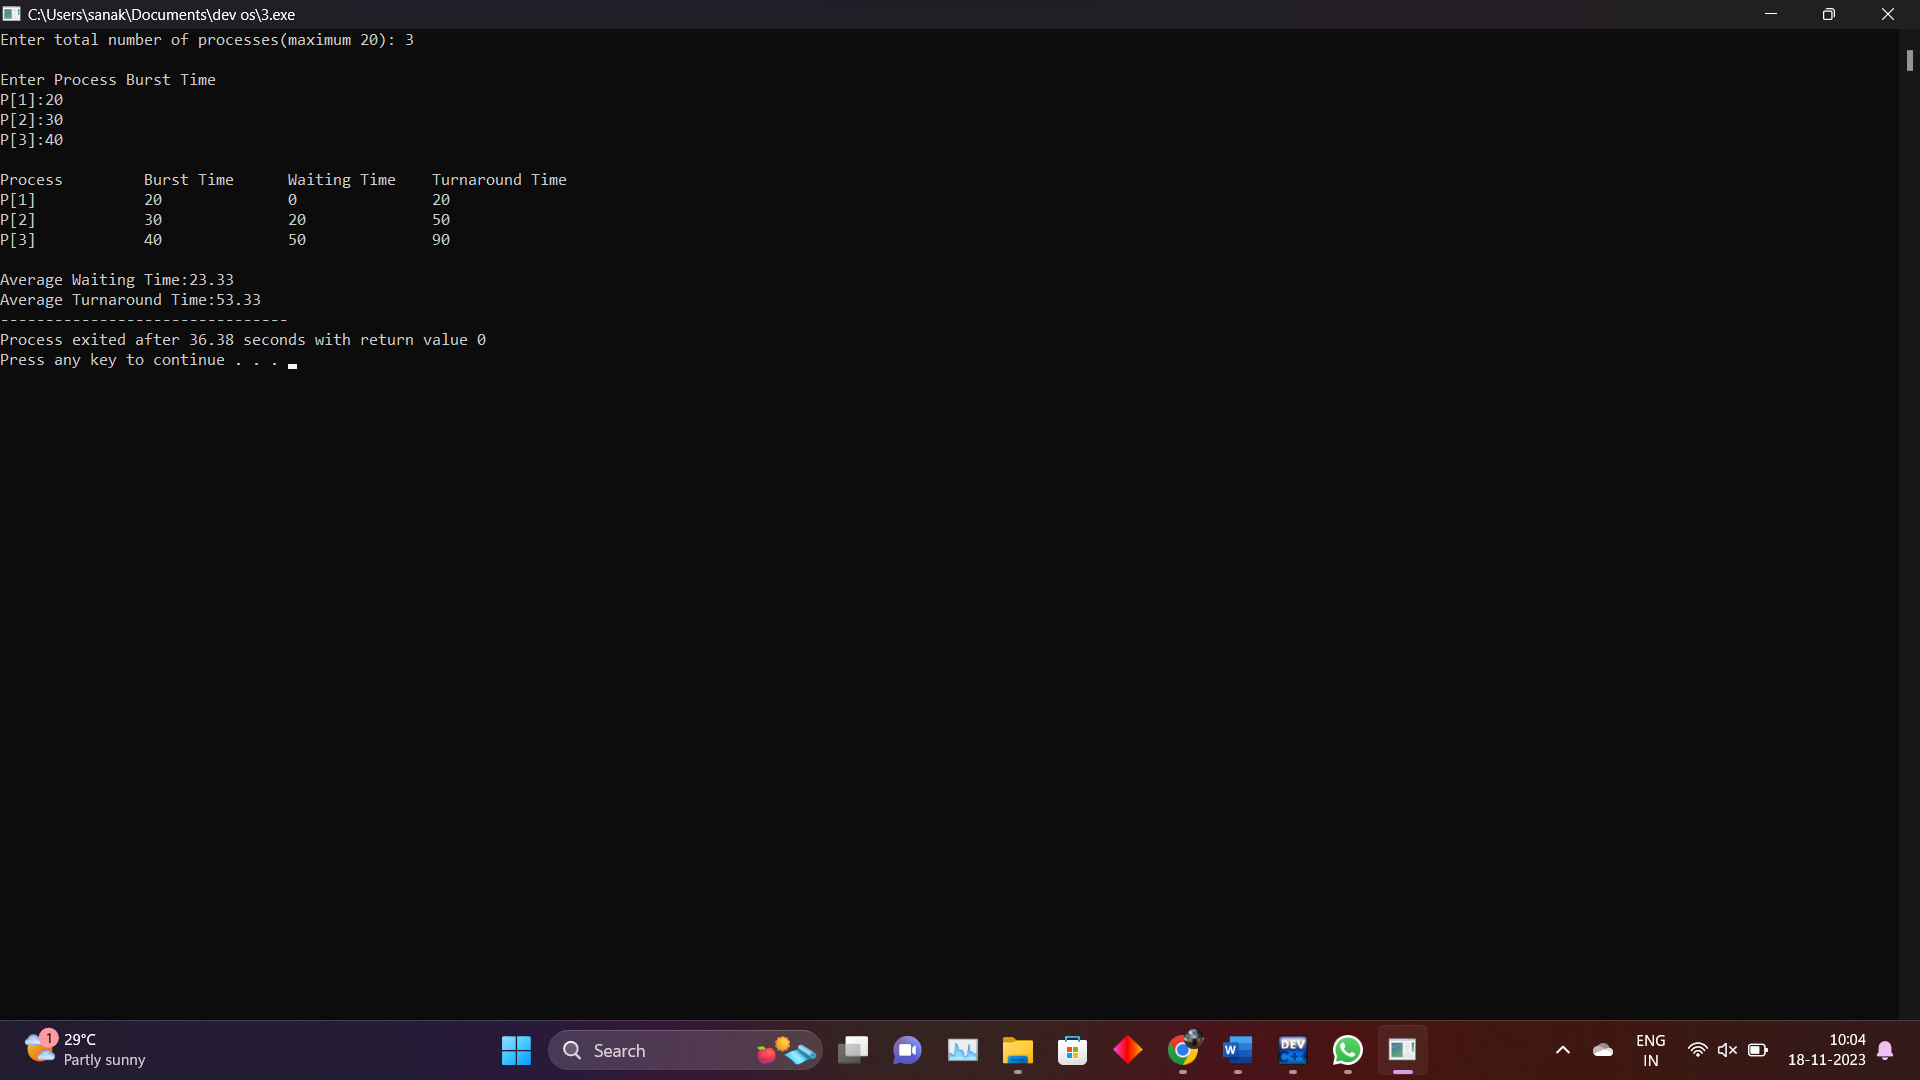 C:\Users\sanak\Documents\dev os\3.exe
Enter total number of processes(maximum 20): 3
Enter Process Burst Time
P[1]:20
P[2]:30
P[3]:40
Process Burst Time Waiting Time Turnaround Time
P[1] 20 0 20
P[2] 30 20 50
P[3] 40 50 90
Average Waiting Time:23.33
Average Turnaround Time:53.33
--------------------------------
Process exited after 36.38 seconds with return value 0
Press any key to continue . . .
1
29°C
Partly sunny
Search
W
DEV
C++
ENG
IN
10:04
18-11-2023